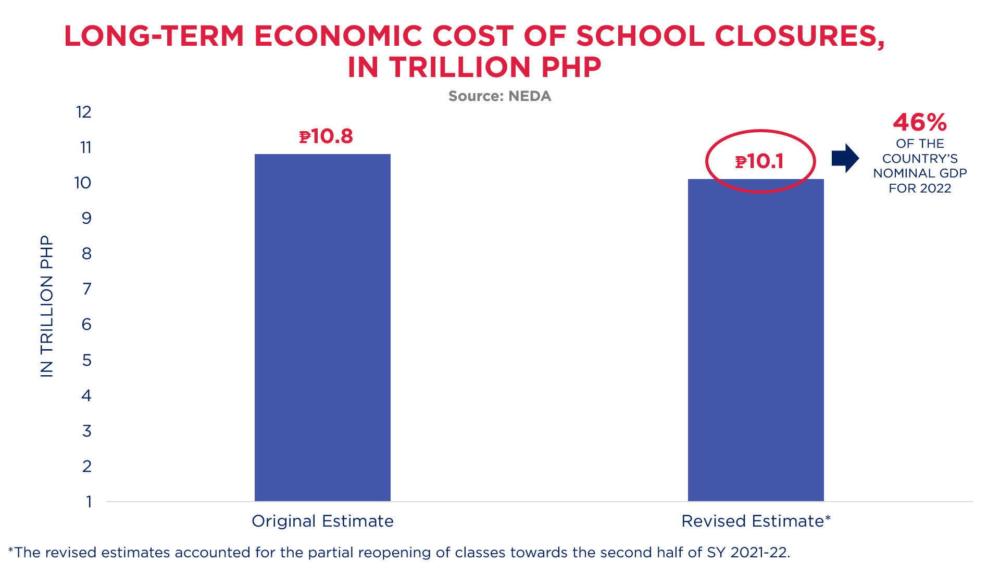 LONG-TERM ECONOMIC COST OF SCHOOL CLOSURES,
IN TRILLION PHP
Source: NEDA
IN TRILLION PHP
12
11
10
9
8
7
6
5
4
3
2
1
₱10.8
₱10.1
46%
OF THE
COUNTRY’S
NOMINAL GDP
FOR 2022
Original Estimate
Revised Estimate*
*The revised estimates accounted for the partial reopening of classes towards the second half of SY 2021-22.